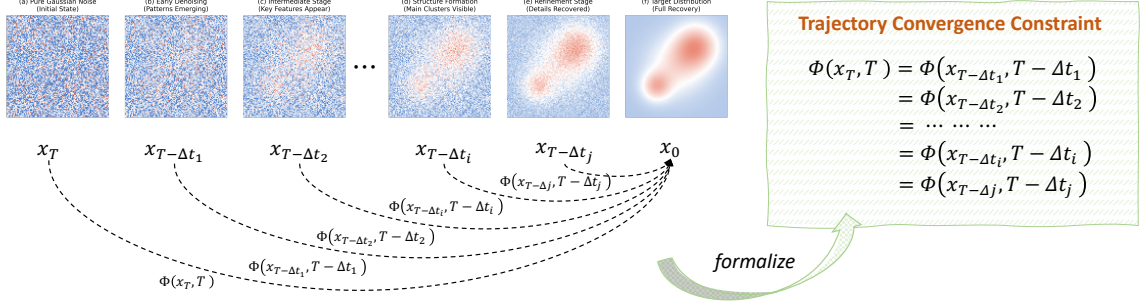 (a) Pure Gaussian Noise
(Initial State)
(b) Early Denoising
(Patterns Emerging)
(c) Intermediate Stage
(Key Features Appear)
(d) Structure Formation
(Main Clusters Visible)
(e) Refinement Stage
(Details Recovered)
(f) Target Distribution
(Full Recovery)
...
x_T
x_{T-Δt_1}
x_{T-Δt_2}
x_{T-Δt_i}
x_{T-Δt_j}
x_0
Φ(x_{T-Δj}, T − Δt_j)
Φ(x_{T-Δt_i}, T − Δt_i)
Φ(x_{T-Δt_2}, T − Δt_2)
Φ(x_{T-Δt_1}, T − Δt_1)
Φ(x_T, T)
formalize
Trajectory Convergence Constraint
Φ(x_T, T) = Φ(x_{T-Δt_1}, T − Δt_1)
= Φ(x_{T-Δt_2}, T − Δt_2)
= ... ... ...
= Φ(x_{T-Δt_i}, T − Δt_i)
= Φ(x_{T-Δj}, T − Δt_j)